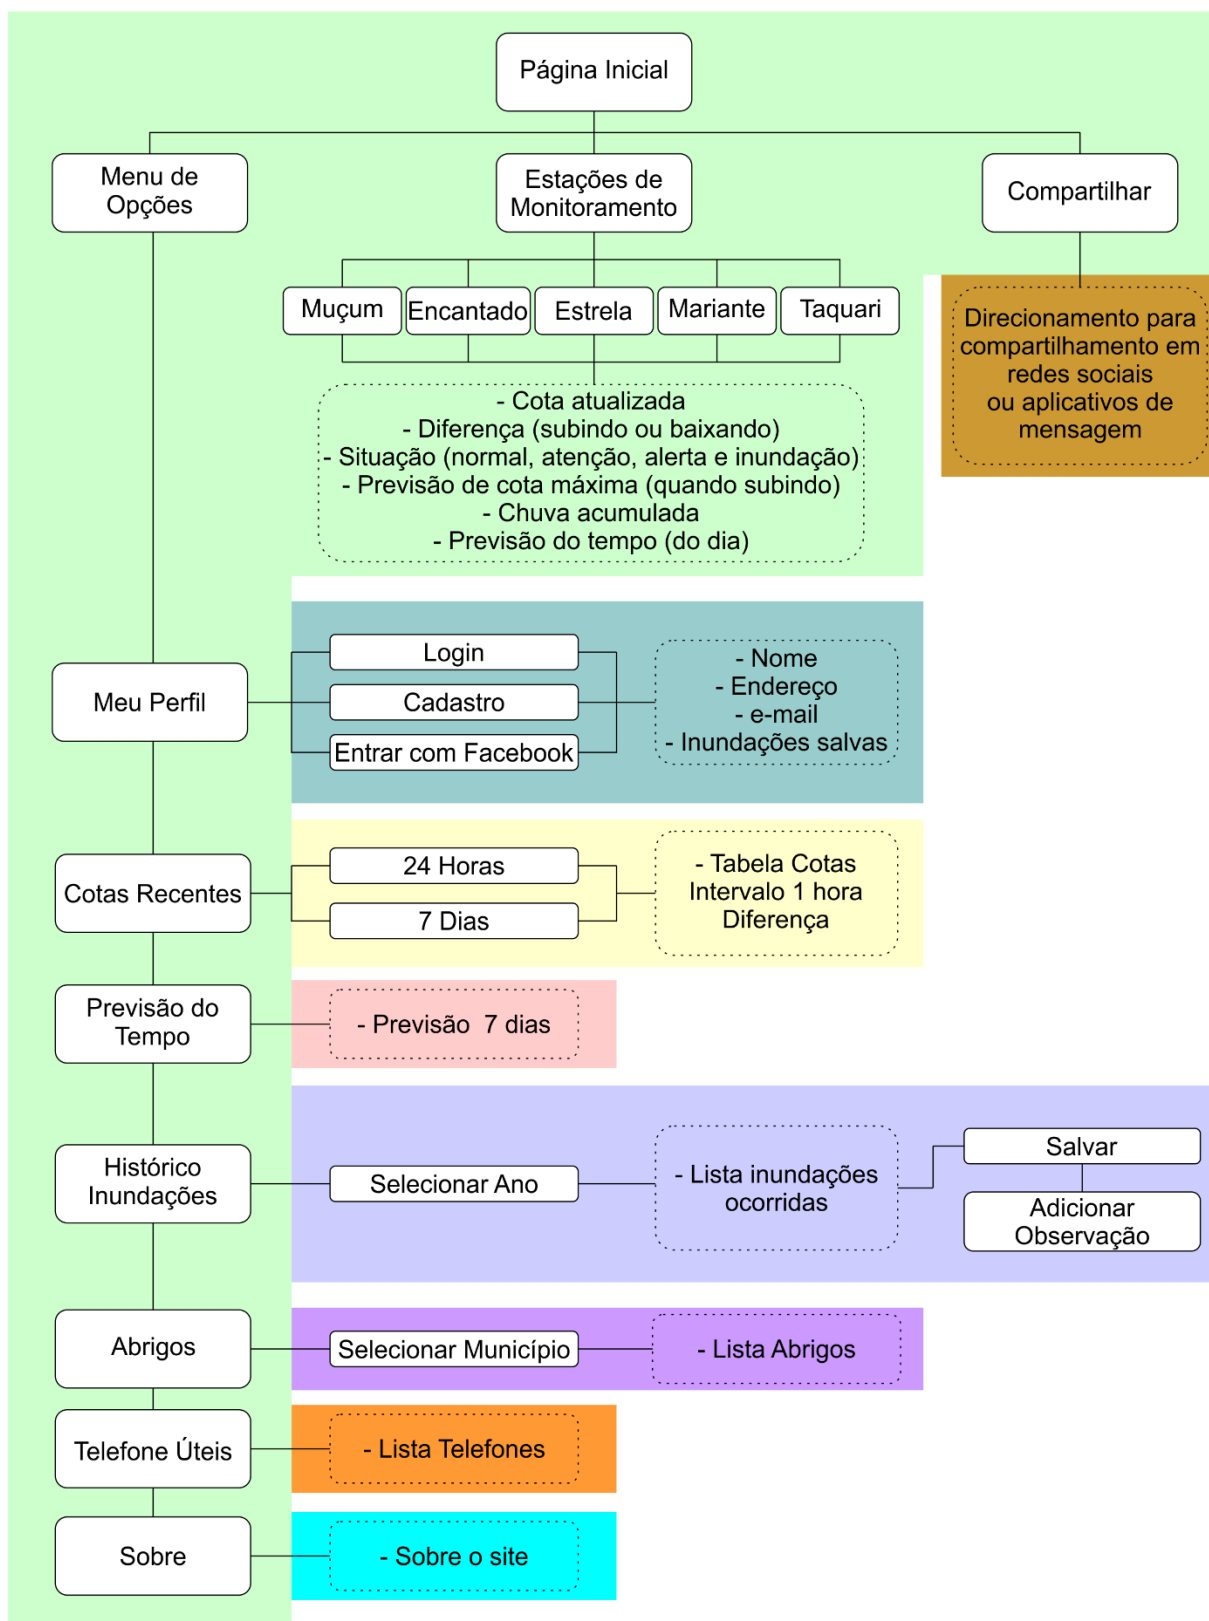 Página Inicial
Menu de
Opções
Estações de
Monitoramento
Compartilhar
Muçum
Encantado
Estrela
Mariante
Taquari
Direcionamento para
compartilhamento em
redes sociais
ou aplicativos de
mensagem
- Cota atualizada
- Diferença (subindo ou baixando)
- Situação (normal, atenção, alerta e inundação)
- Previsão de cota máxima (quando subindo)
- Chuva acumulada
- Previsão do tempo (do dia)
Meu Perfil
Login
Cadastro
Entrar com Facebook
- Nome
- Endereço
- e-mail
- Inundações salvas
Cotas Recentes
24 Horas
7 Dias
- Tabela Cotas
Intervalo 1 hora
Diferença
Previsão do
Tempo
- Previsão 7 dias
Histórico
Inundações
Selecionar Ano
- Lista inundações
ocorridas
Salvar
Adicionar
Observação
Abrigos
Selecionar Município
- Lista Abrigos
Telefone Úteis
- Lista Telefones
Sobre
- Sobre o site